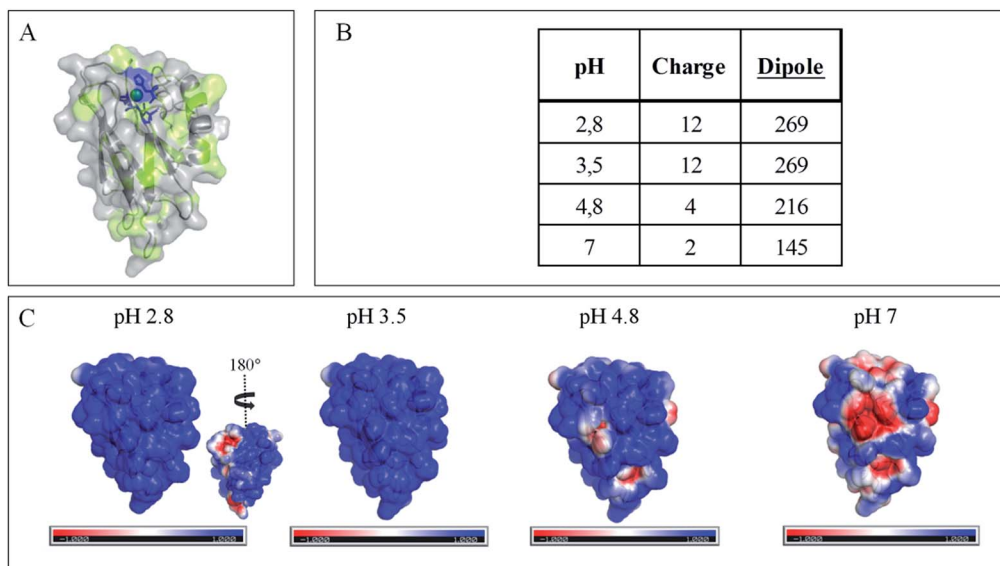 A
B
pH Charge Dipole
2,8 12 269
3,5 12 269
4,8 4 216
7 2 145
C
pH 2.8 pH 3.5 pH 4.8 pH 7
180°
-1.000 1.000 -1.000 1.000 -1.000 1.000 -1.000 1.000